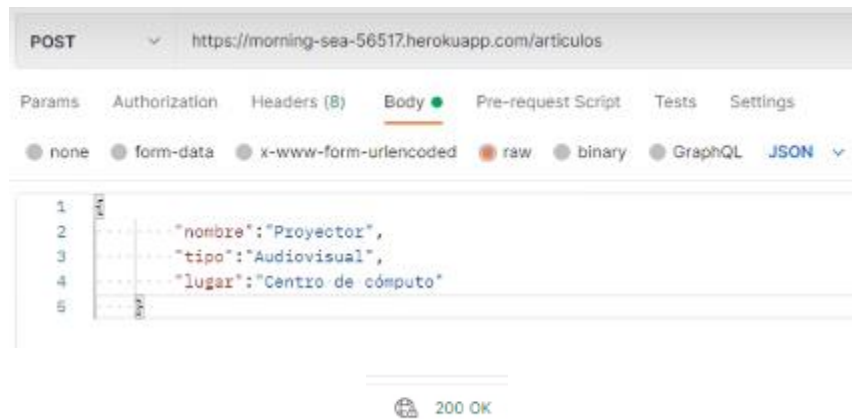 POST https://morning-sea-56517.herokuapp.com/articulos
Params Authorization Headers (8) Body Pre-request Script Tests Settings
none form-data x-www-form-urlencoded raw binary GraphQL JSON
1 {
2 "nombre":"Proyector",
3 "tipo":"Audiovisual",
4 "lugar":"Centro de cómputo"
5 }
200 OK